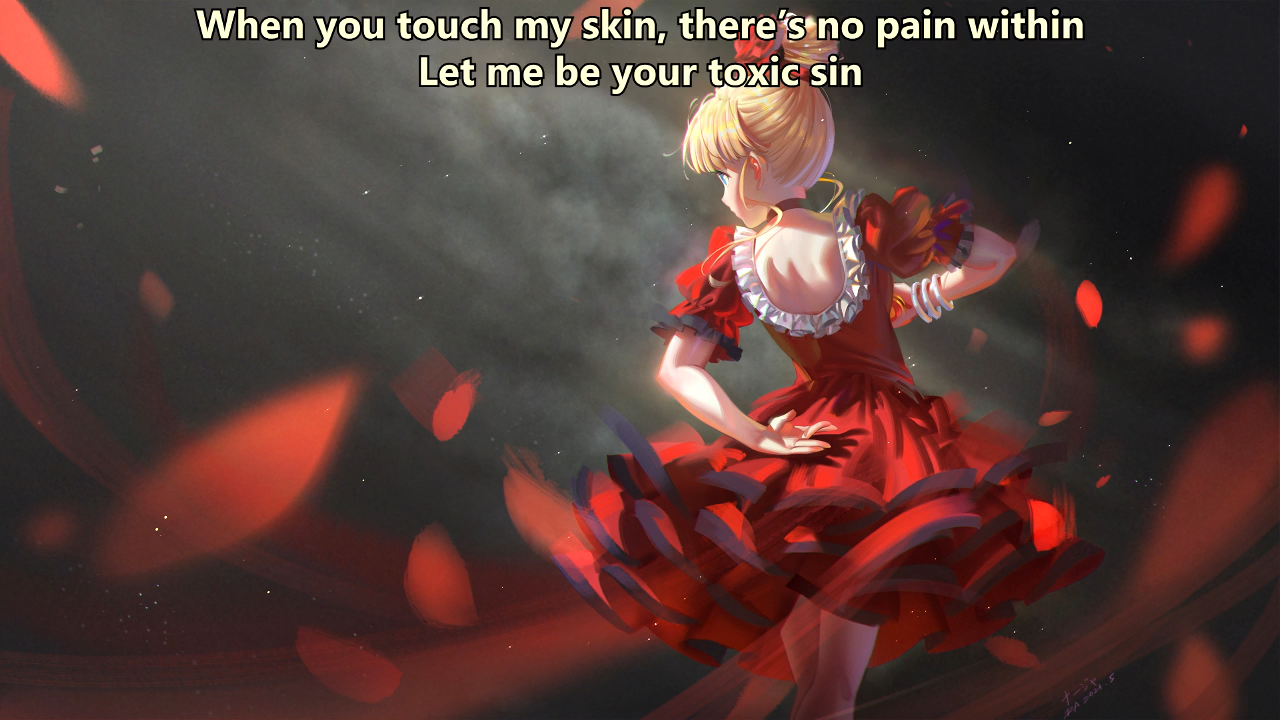 When you touch my skin, there’s no pain within
Let me be your toxic sin